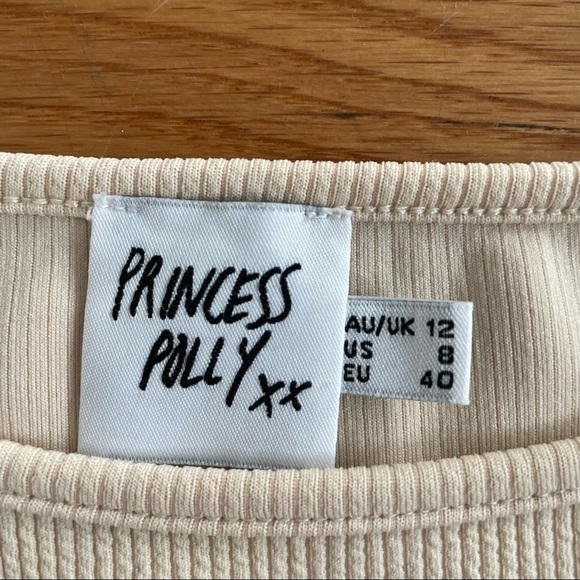 PRINCESS
POLLY xx
AU/UK 12
US 8
EU 40